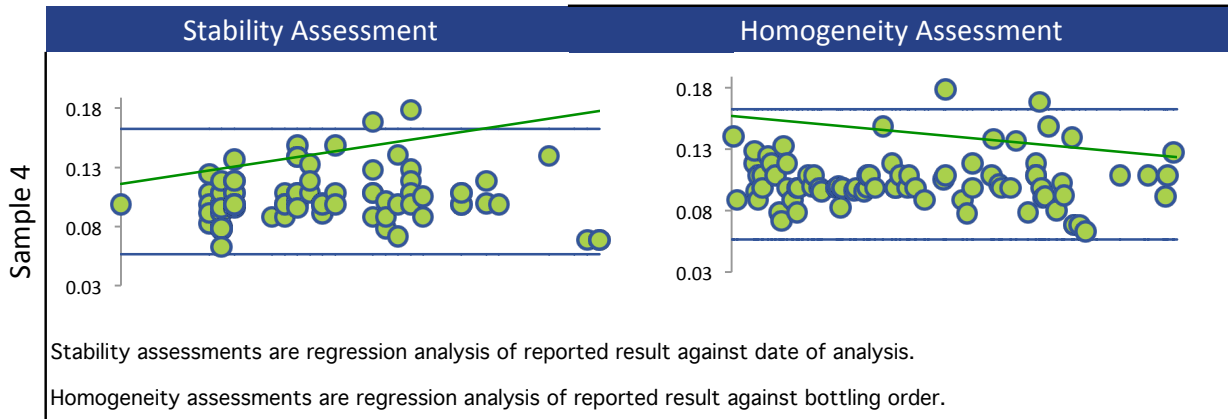 Stability Assessment
Homogeneity Assessment
Sample 4
0.18
0.13
0.08
0.03
0.18
0.13
0.08
0.03
Stability assessments are regression analysis of reported result against date of analysis.
Homogeneity assessments are regression analysis of reported result against bottling order.